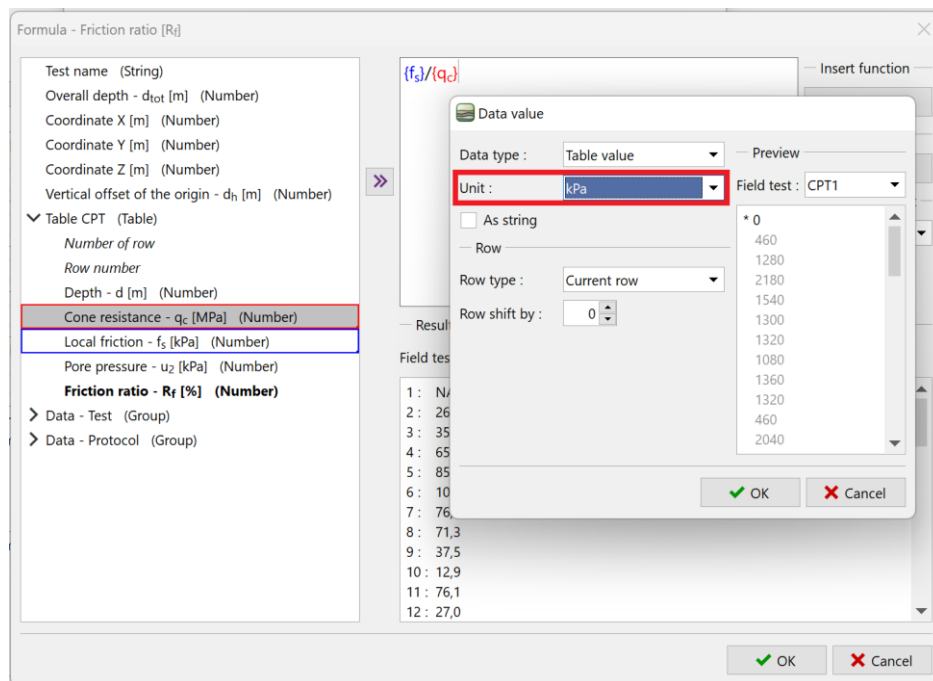 Formula - Friction ratio [Rf]
Test name (String)
Overall depth - dtot [m] (Number)
Coordinate X [m] (Number)
Coordinate Y [m] (Number)
Coordinate Z [m] (Number)
Vertical offset of the origin - dh [m] (Number)
Table CPT (Table)
Number of row
Row number
Depth - d [m] (Number)
Cone resistance - qc [MPa] (Number)
Local friction - fs [kPa] (Number)
Pore pressure - u2 [kPa] (Number)
Friction ratio - Rf [%] (Number)
Data - Test (Group)
Data - Protocol (Group)
{fs}/{qc}
Insert function
Data value
Data type : Table value
Unit : kPa
As string
Row
Row type : Current row
Row shift by : 0
Preview
Field test : CPT1
* 0
460
1280
2180
1540
1300
1320
1080
1360
1320
460
2040
OK
Cancel
Resul
Field tes
1 : N
2 : 26
3 : 35
4 : 65
5 : 85
6 : 10
7 : 76,
8 : 71,3
9 : 37,5
10 : 12,9
11 : 76,1
12 : 27,0
OK
Cancel